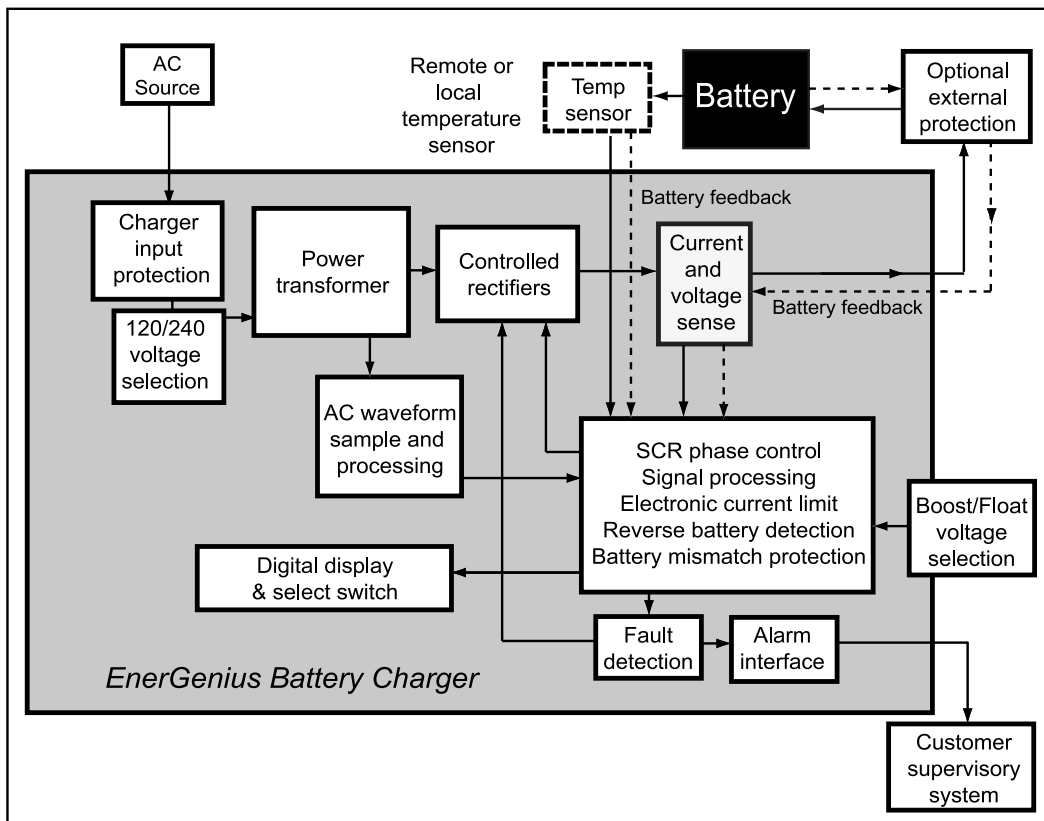 AC
Source
Remote or
local
temperature
sensor
Temp
sensor
Battery
Optional
external
protection
Battery feedback
Charger
input
protection
Power
transformer
Controlled
rectifiers
Current
and
voltage
sense
Battery feedback
120/240
voltage
selection
AC waveform
sample and
processing
SCR phase control
Signal processing
Electronic current limit
Reverse battery detection
Battery mismatch protection
Boost/Float
voltage
selection
Digital display
& select switch
Fault
detection
Alarm
interface
EnerGenius Battery Charger
Customer
supervisory
system